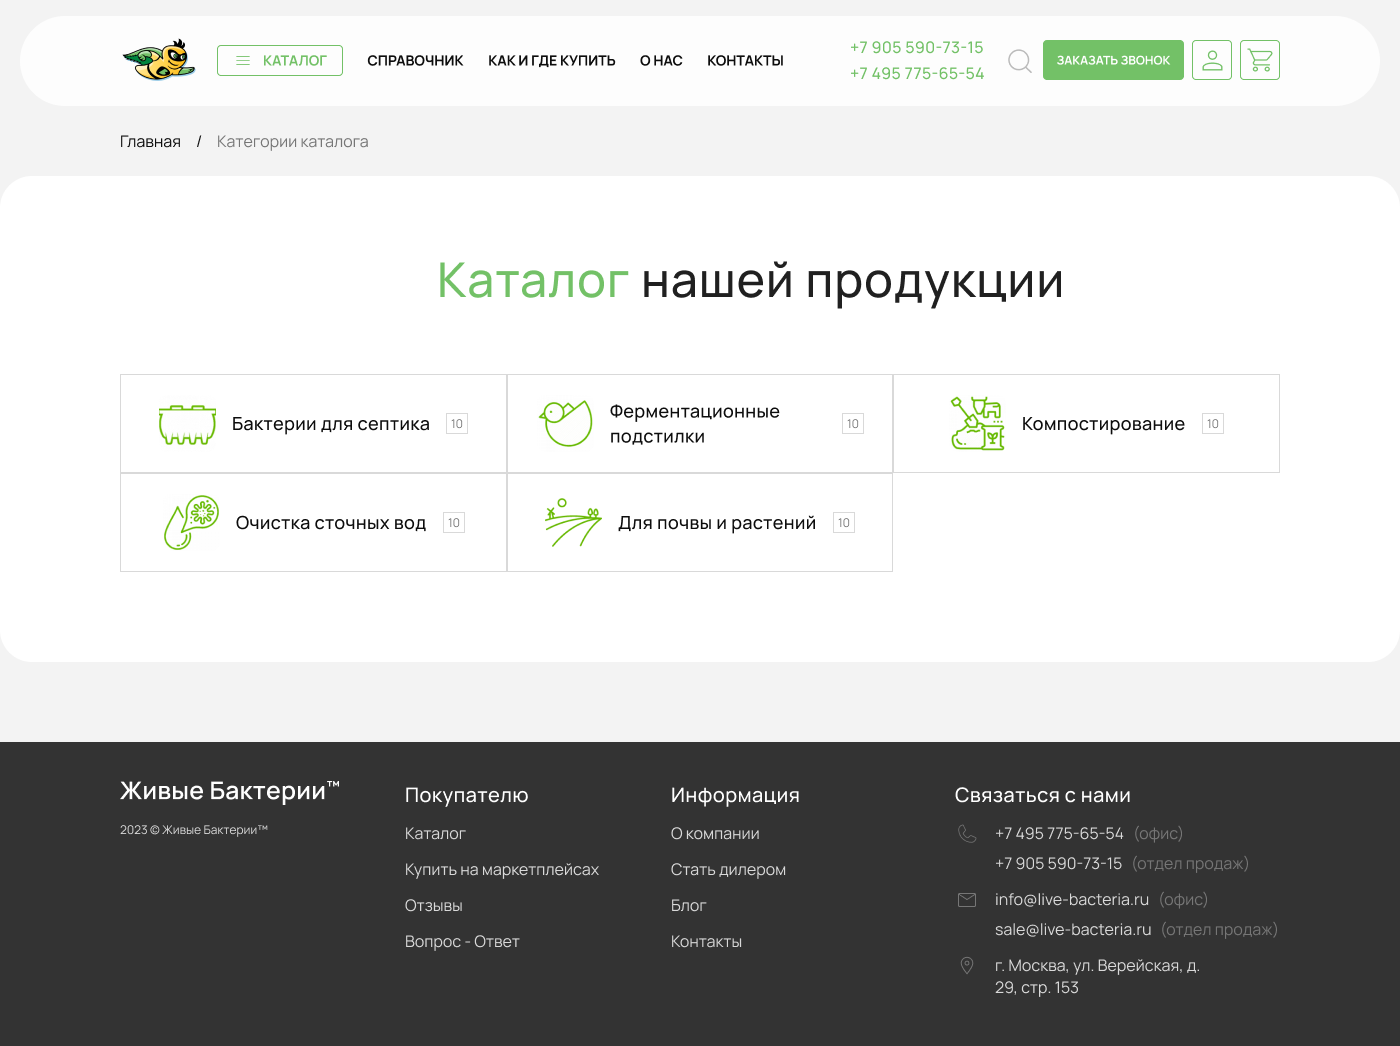 КАТАЛОГ
СПРАВОЧНИК
КАК И ГДЕ КУПИТЬ
О НАС
КОНТАКТЫ
+7 905 590-73-15
+7 495 775-65-54
ЗАКАЗАТЬ ЗВОНОК
Главная / Категории каталога
Каталог нашей продукции
Бактерии для септика 10
Ферментационные
подстилки 10
Компостирование 10
Очистка сточных вод 10
Для почвы и растений 10
Живые Бактерии™
2023 © Живые Бактерии™
Покупателю
Каталог
Купить на маркетплейсах
Отзывы
Вопрос - Ответ
Информация
О компании
Стать дилером
Блог
Контакты
Связаться с нами
+7 495 775-65-54 (офис)
+7 905 590-73-15 (отдел продаж)
info@live-bacteria.ru (офис)
sale@live-bacteria.ru (отдел продаж)
г. Москва, ул. Верейская, д.
29, стр. 153